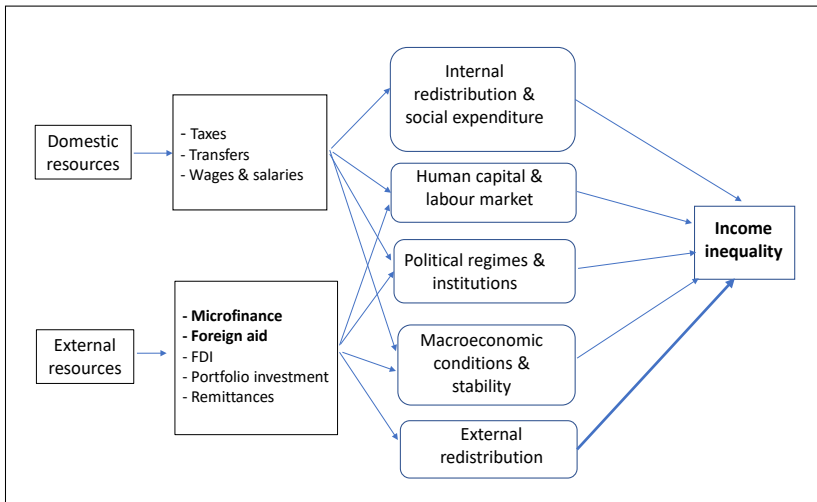 Domestic
resources
- Taxes
- Transfers
- Wages & salaries
External
resources
- Microfinance
- Foreign aid
- FDI
- Portfolio investment
- Remittances
Internal
redistribution &
social expenditure
Human capital &
labour market
Political regimes &
institutions
Macroeconomic
conditions &
stability
External
redistribution
Income
inequality